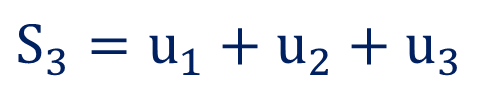 S₃ = u₁ + u₂ + u₃